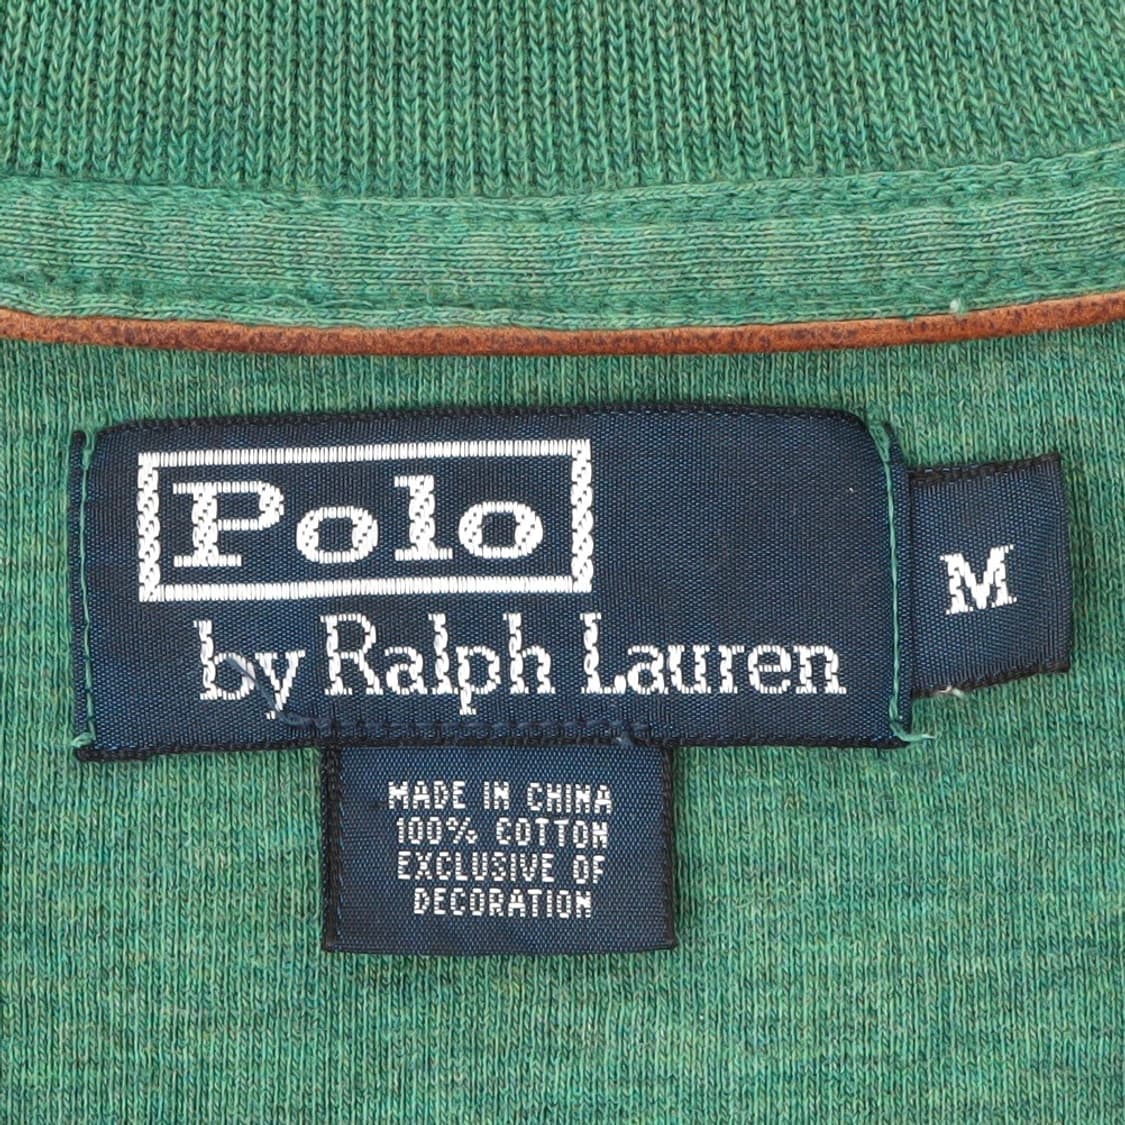 Polo
by Ralph Lauren
M
MADE IN CHINA
100% COTTON
EXCLUSIVE OF
DECORATION